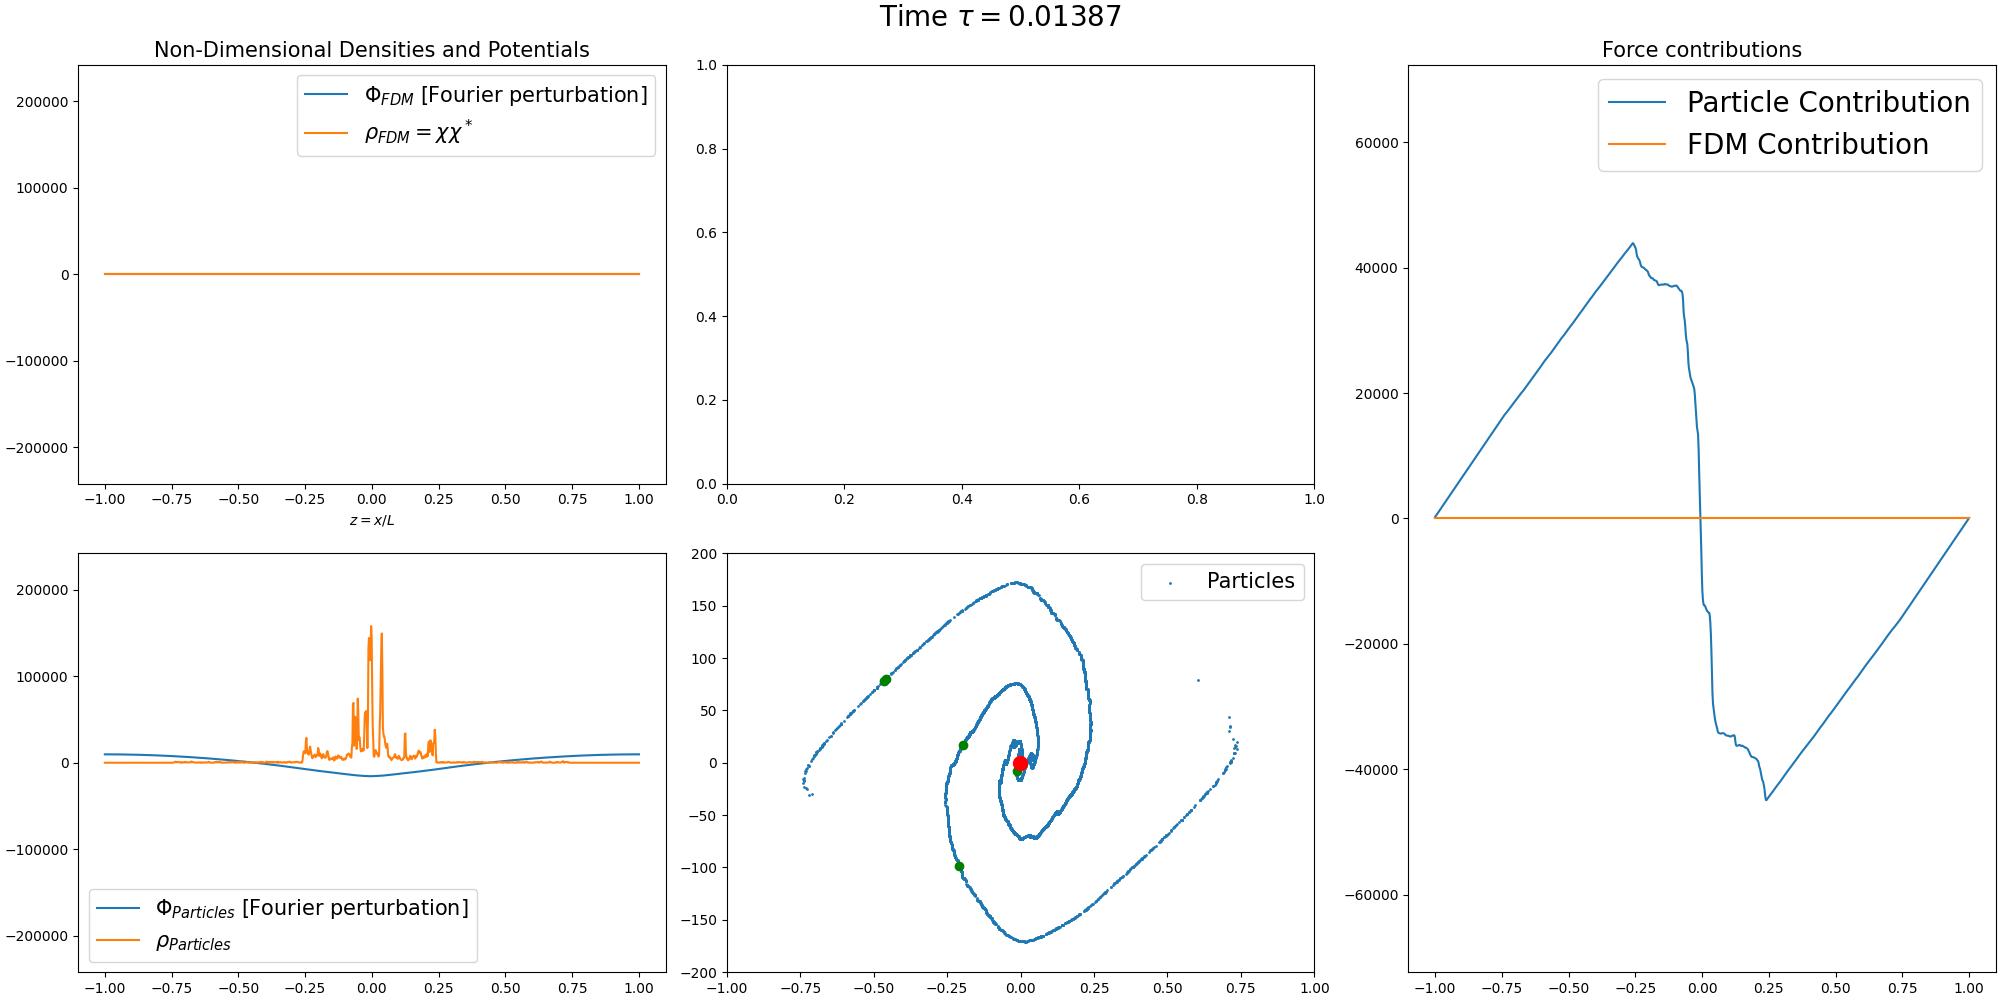 Time τ = 0.01387
Non-Dimensional Densities and Potentials
200000
100000
0
−100000
−200000
Φ_FDM [Fourier perturbation]
ρ_FDM = χχ*
−1.00 −0.75 −0.50 −0.25 0.00 0.25 0.50 0.75 1.00
z = x/L
1.0
0.8
0.6
0.4
0.2
0.0
0.0 0.2 0.4 0.6 0.8 1.0
Force contributions
Particle Contribution
FDM Contribution
60000
40000
20000
0
−20000
−40000
−60000
−1.00 −0.75 −0.50 −0.25 0.00 0.25 0.50 0.75 1.00
200000
100000
0
−100000
−200000
Φ_Particles [Fourier perturbation]
ρ_Particles
−1.00 −0.75 −0.50 −0.25 0.00 0.25 0.50 0.75 1.00
Particles
200
150
100
50
0
−50
−100
−150
−200
−1.00 −0.75 −0.50 −0.25 0.00 0.25 0.50 0.75 1.00